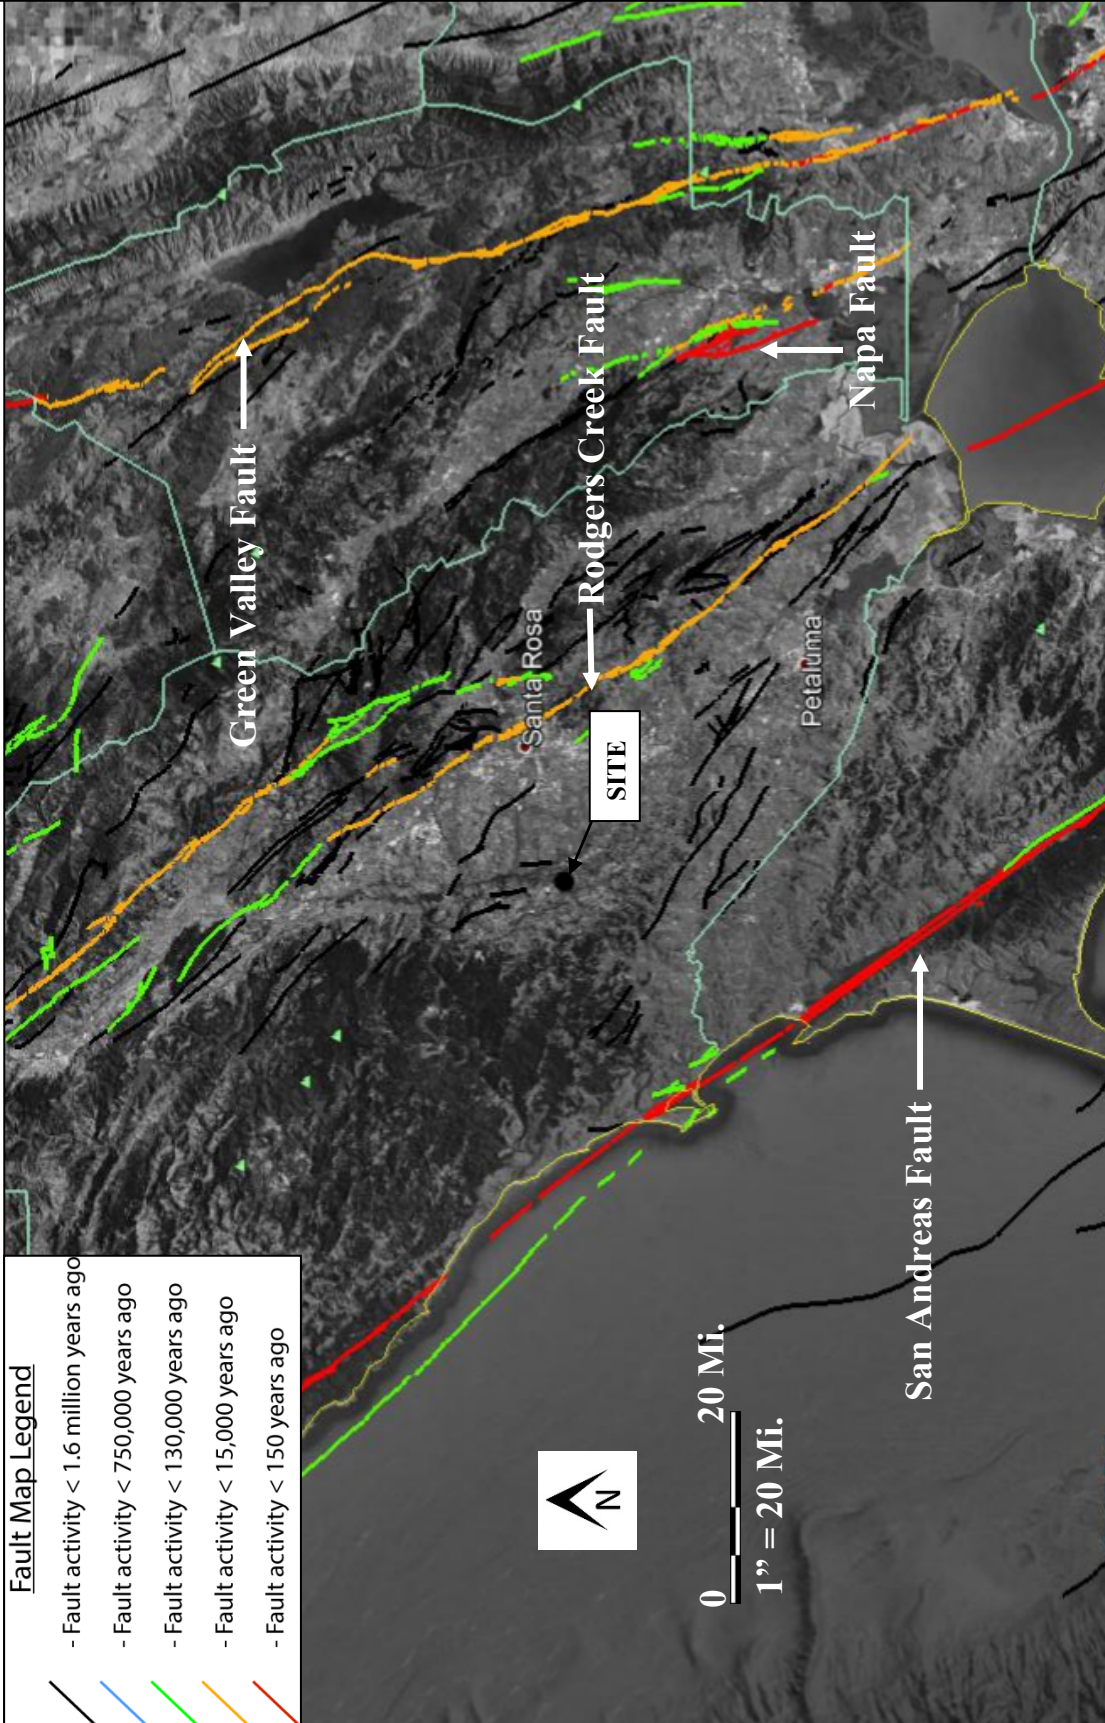 Fault Map Legend
- Fault activity < 1.6 million years ago
- Fault activity < 750,000 years ago
- Fault activity < 130,000 years ago
- Fault activity < 15,000 years ago
- Fault activity < 150 years ago
Green Valley Fault
Rodgers Creek Fault
Napa Fault
Santa Rosa
SITE
Petaluma
San Andreas Fault
N
0
20 Mi.
1” = 20 Mi.